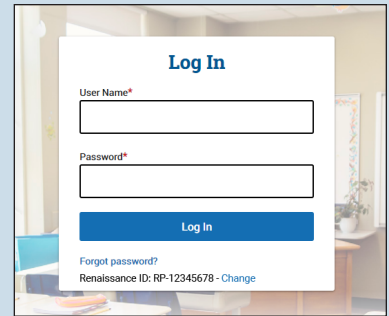 Log In
User Name*
Password*
Log In
Forgot password?
Renaissance ID: RP-12345678 - Change